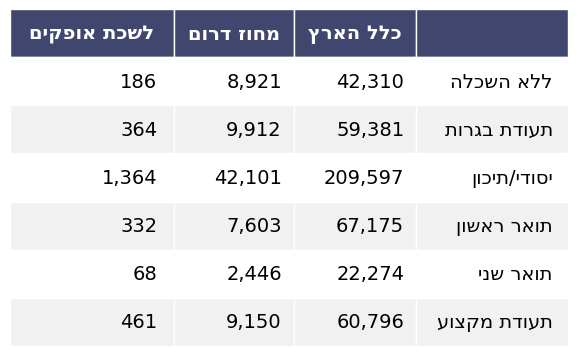 כלל הארץ מחוז דרום לשכת אופקים
ללא השכלה 42,310 8,921 186
תעודת בגרות 59,381 9,912 364
יסודי/תיכון 209,597 42,101 1,364
תואר ראשון 67,175 7,603 332
תואר שני 22,274 2,446 68
תעודת מקצוע 60,796 9,150 461